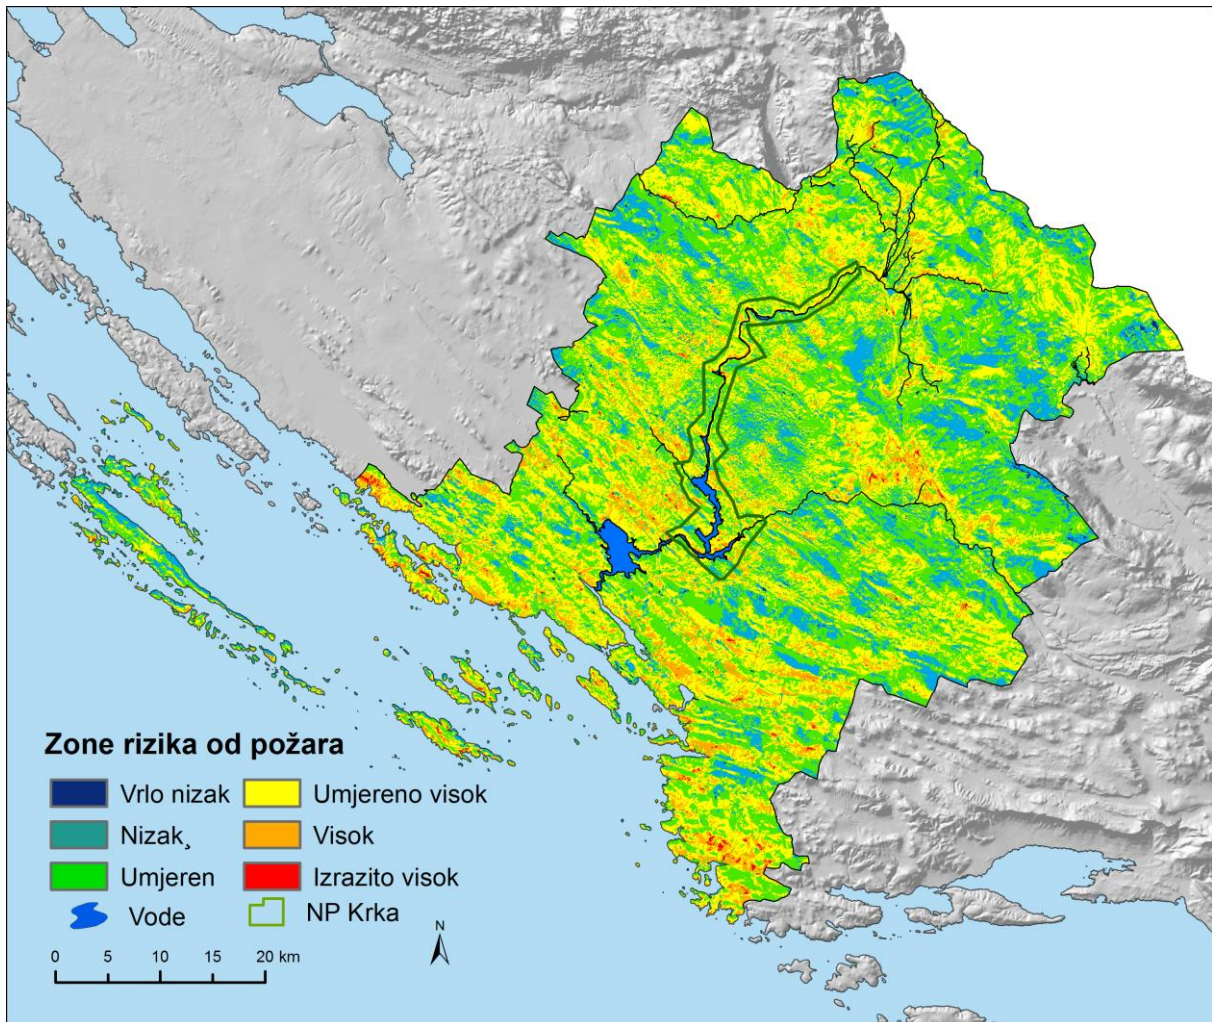 Zone rizika od požara
Vrlo nizak
Umjereno visok
Nizak¸
Visok
Umjeren
Izrazito visok
Vode
NP Krka
N
0 5 10 15 20 km